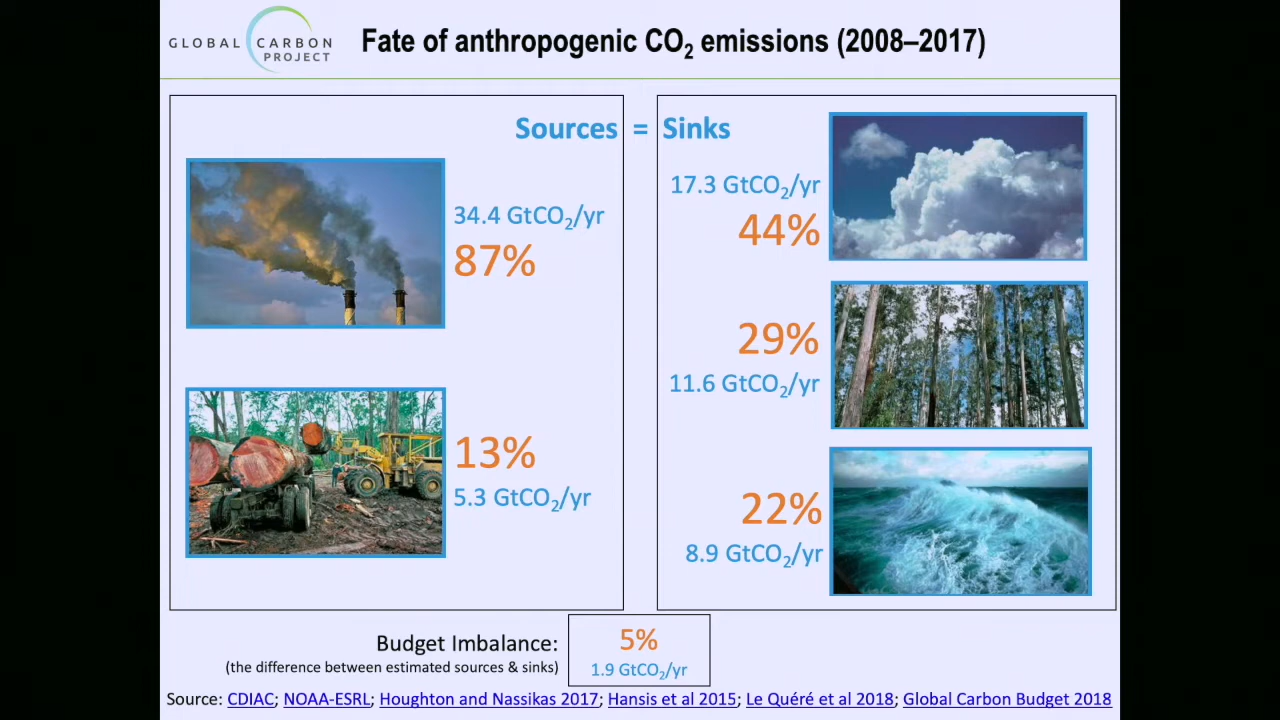 GLOBAL CARBON
PROJECT
Fate of anthropogenic CO₂ emissions (2008–2017)
Sources = Sinks
34.4 GtCO₂/yr
87%
13%
5.3 GtCO₂/yr
17.3 GtCO₂/yr
44%
29%
11.6 GtCO₂/yr
22%
8.9 GtCO₂/yr
Budget Imbalance:
(the difference between estimated sources & sinks)
5%
1.9 GtCO₂/yr
Source: CDIAC; NOAA-ESRL; Houghton and Nassikas 2017; Hansis et al 2015; Le Quéré et al 2018; Global Carbon Budget 2018